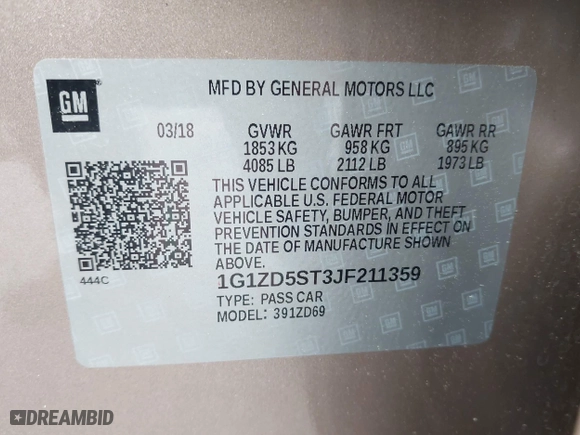 GM
MFD BY GENERAL MOTORS LLC
03/18 GVWR GAWR FRT GAWR RR
1853 KG 958 KG 895 KG
4085 LB 2112 LB 1973 LB
THIS VEHICLE CONFORMS TO ALL
APPLICABLE U.S. FEDERAL MOTOR
VEHICLE SAFETY, BUMPER, AND THEFT
PREVENTION STANDARDS IN EFFECT ON
THE DATE OF MANUFACTURE SHOWN
ABOVE.
444C
1G1ZD5ST3JF211359
TYPE: PASS CAR
MODEL: 391ZD69
DREAMBID